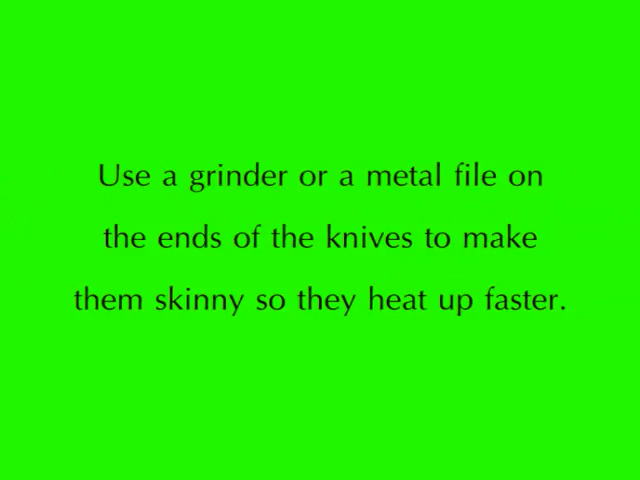 Use a grinder or a metal file on
the ends of the knives to make
them skinny so they heat up faster.